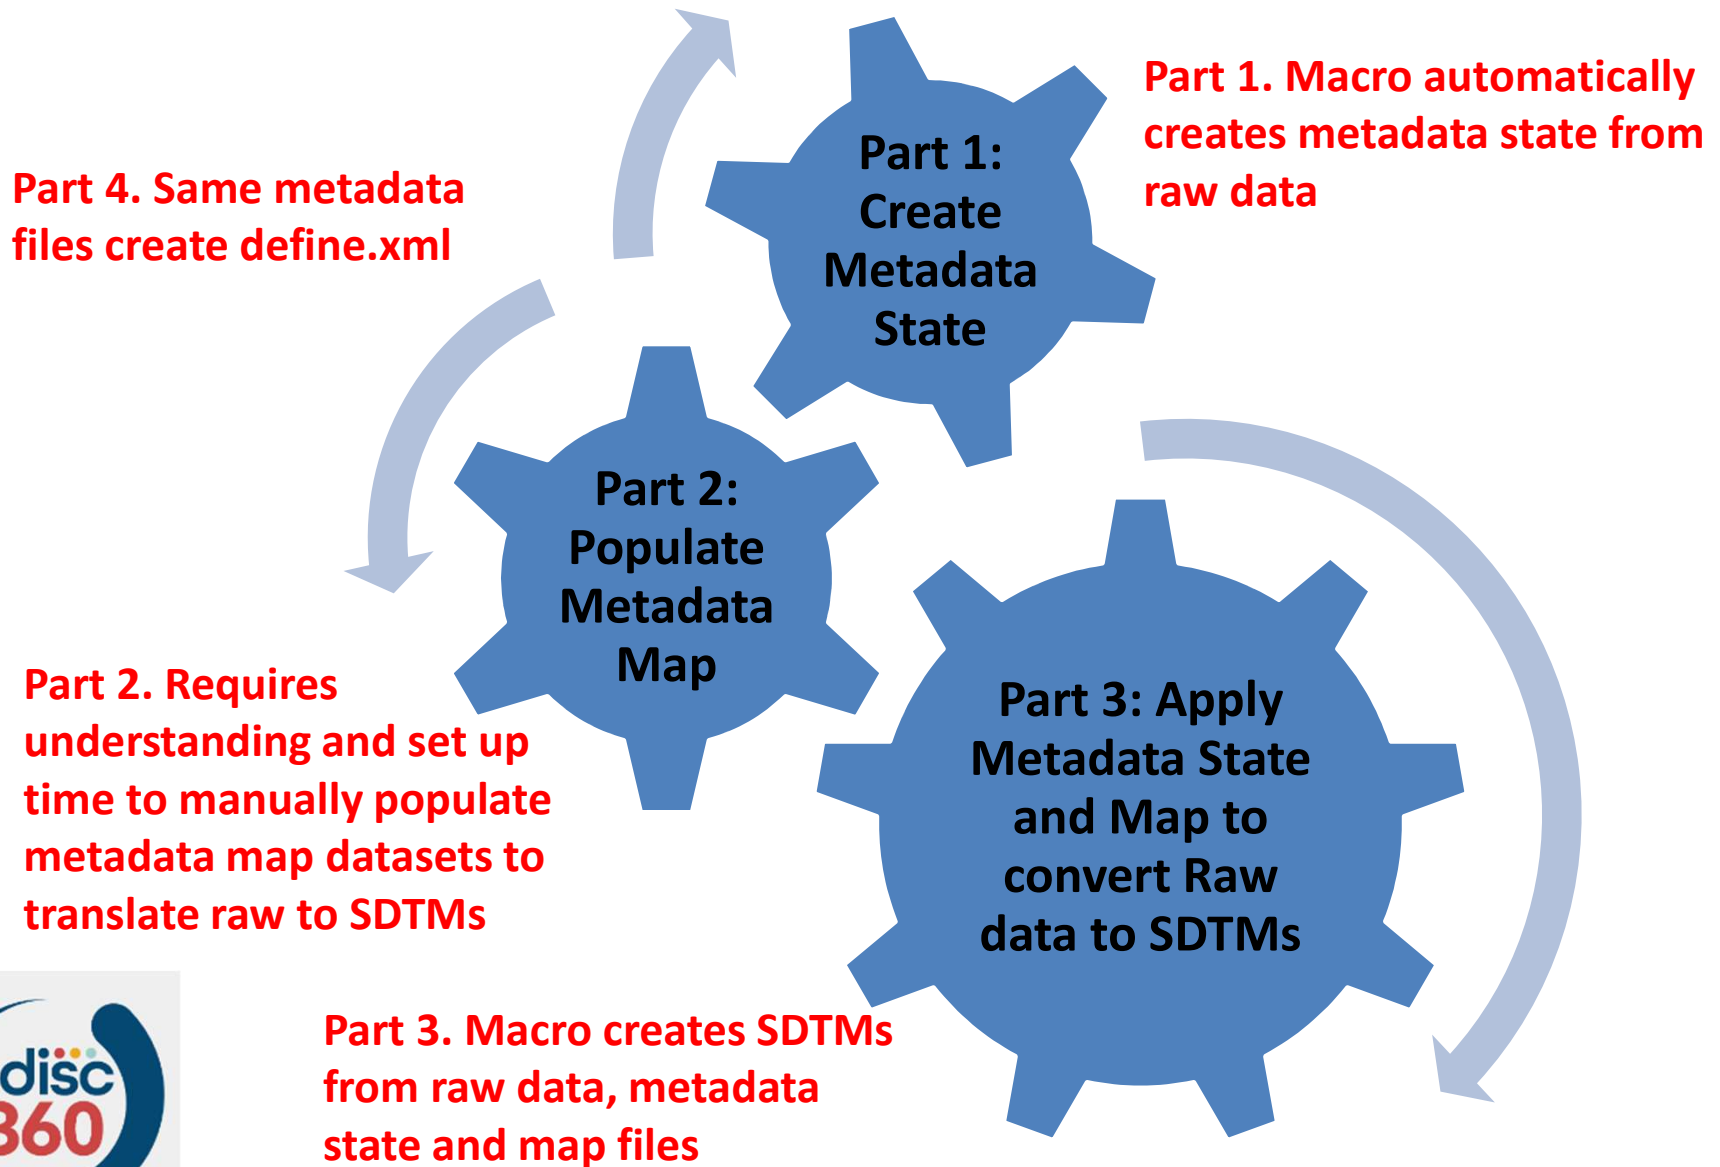 Part 1:
Create
Metadata
State
Part 1. Macro automatically
creates metadata state from
raw data
Part 4. Same metadata
files create define.xml
Part 2:
Populate
Metadata
Map
Part 2. Requires
understanding and set up
time to manually populate
metadata map datasets to
translate raw to SDTMs
Part 3: Apply
Metadata State
and Map to
convert Raw
data to SDTMs
Part 3. Macro creates SDTMs
from raw data, metadata
state and map files
disc
360